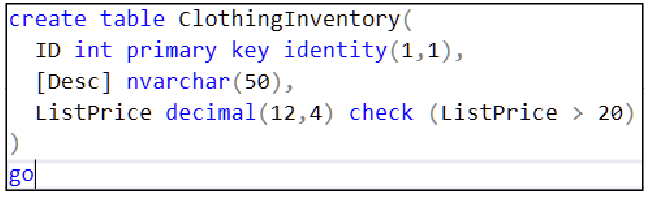 create table ClothingInventory(
  ID int primary key identity(1,1),
  [Desc] nvarchar(50),
  ListPrice decimal(12,4) check (ListPrice > 20)
)
go